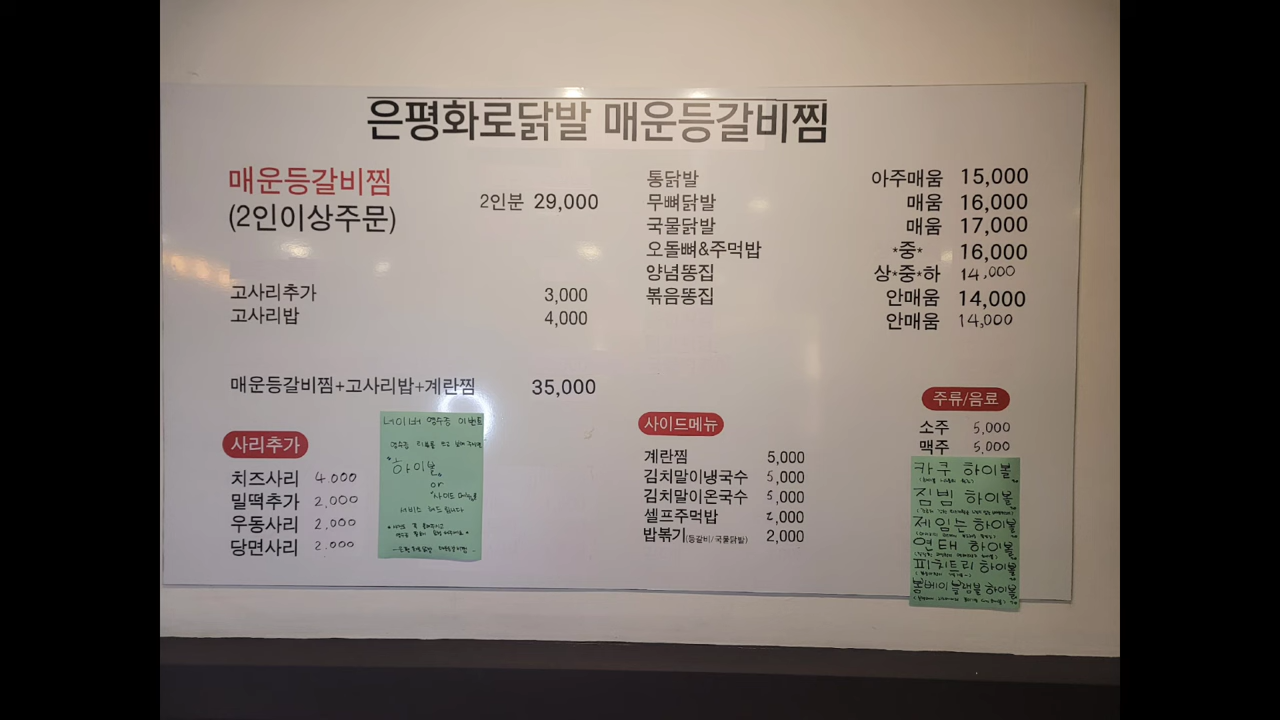 은평화로닭발 매운등갈비찜
매운등갈비찜
(2인이상주문)
2인분 29,000
고사리추가 3,000
고사리밥 4,000
매운등갈비찜+고사리밥+계란찜 35,000
사리추가
치즈사리 4.000
밀떡추가 2,000
우동사리 2.000
당면사리 2.000
네이버 영수증 이벤트
하이볼
or
사이드메뉴
서비스 해드립니다
통닭발 아주매움 15,000
무뼈닭발 매움 16,000
국물닭발 매움 17,000
오돌뼈&주먹밥 *중* 16,000
양념똥집 상*중*하 14,000
볶음똥집 안매움 14,000
안매움 14,000
사이드메뉴
계란찜 5,000
김치말이냉국수 5,000
김치말이온국수 5,000
셀프주먹밥 2,000
밥볶기(등갈비/국물닭발) 2,000
주류/음료
소주 5,000
맥주 5,000
카쿠 하이볼
짐빔 하이볼
제임슨 하이볼
연태 하이볼
피치트리 하이볼